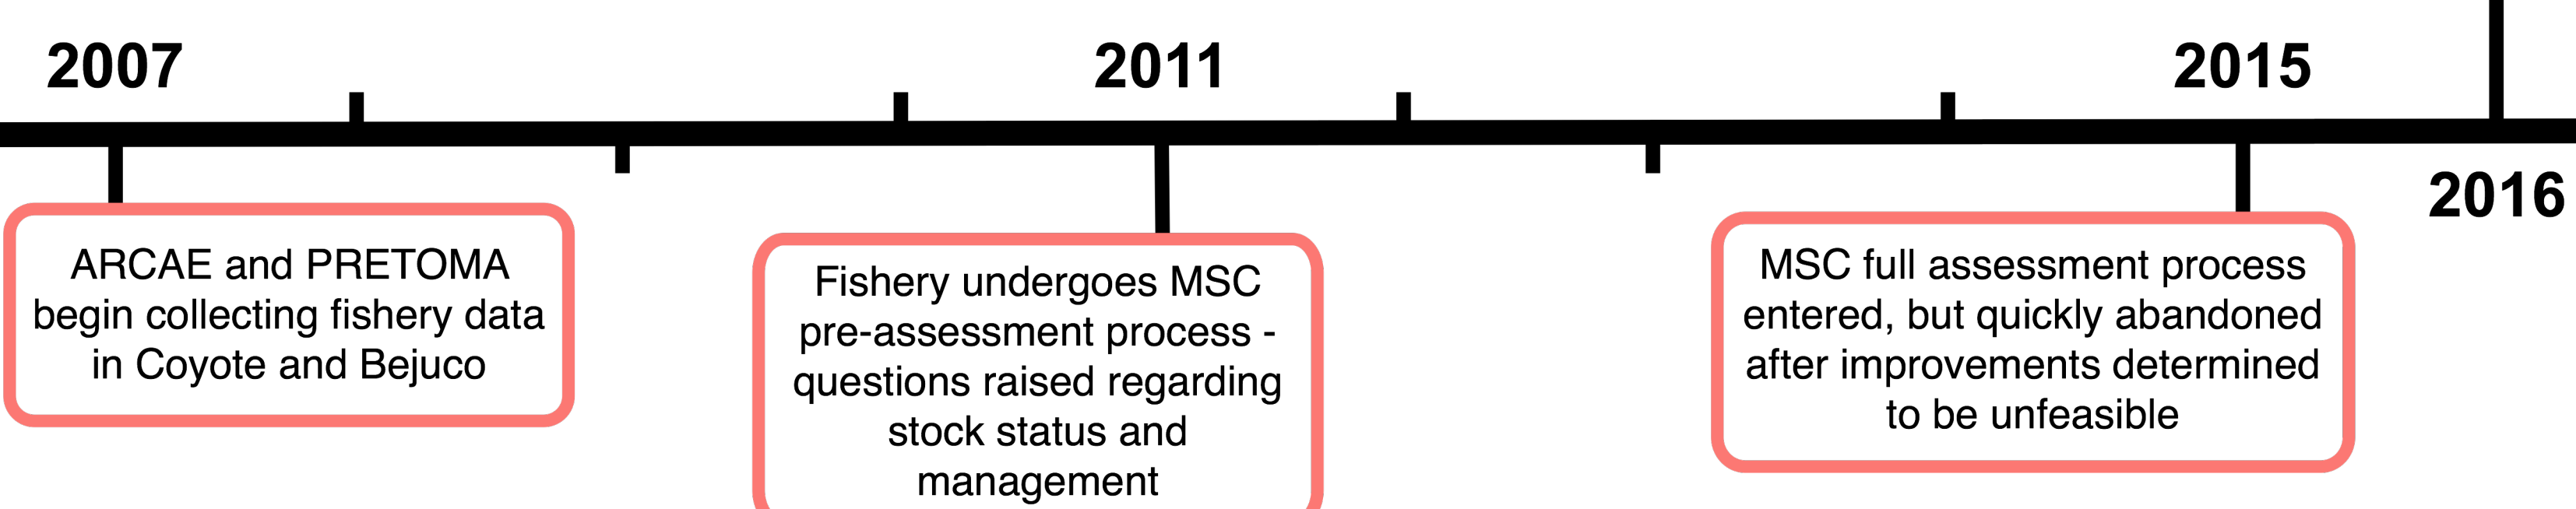 2007
2011
2015
2016
ARCAE and PRETOMA
begin collecting fishery data
in Coyote and Bejuco
Fishery undergoes MSC
pre-assessment process -
questions raised regarding
stock status and
management
MSC full assessment process
entered, but quickly abandoned
after improvements determined
to be unfeasible